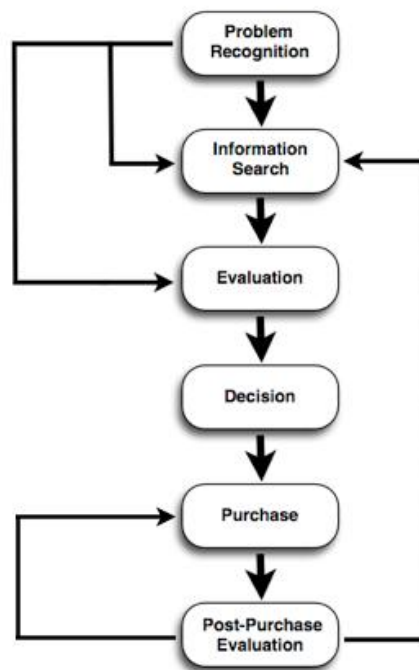 Problem
Recognition
Information
Search
Evaluation
Decision
Purchase
Post-Purchase
Evaluation